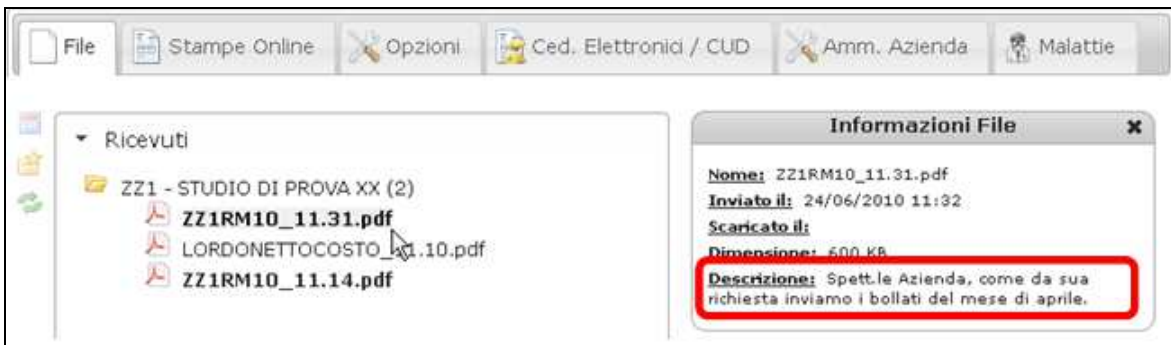 File
Stampe Online
Opzioni
Ced. Elettronici / CUD
Amm. Azienda
Malattie
Ricevuti
ZZ1 - STUDIO DI PROVA XX (2)
ZZ1RM10_11.31.pdf
LORDONETTOCOSTO_11.10.pdf
ZZ1RM10_11.14.pdf
Informazioni File
Nome: ZZ1RM10_11.31.pdf
Inviato il: 24/06/2010 11:32
Scaricato il:
Dimensione: 600 KB
Descrizione: Spett.le Azienda, come da sua
richiesta inviamo i bollati del mese di aprile.